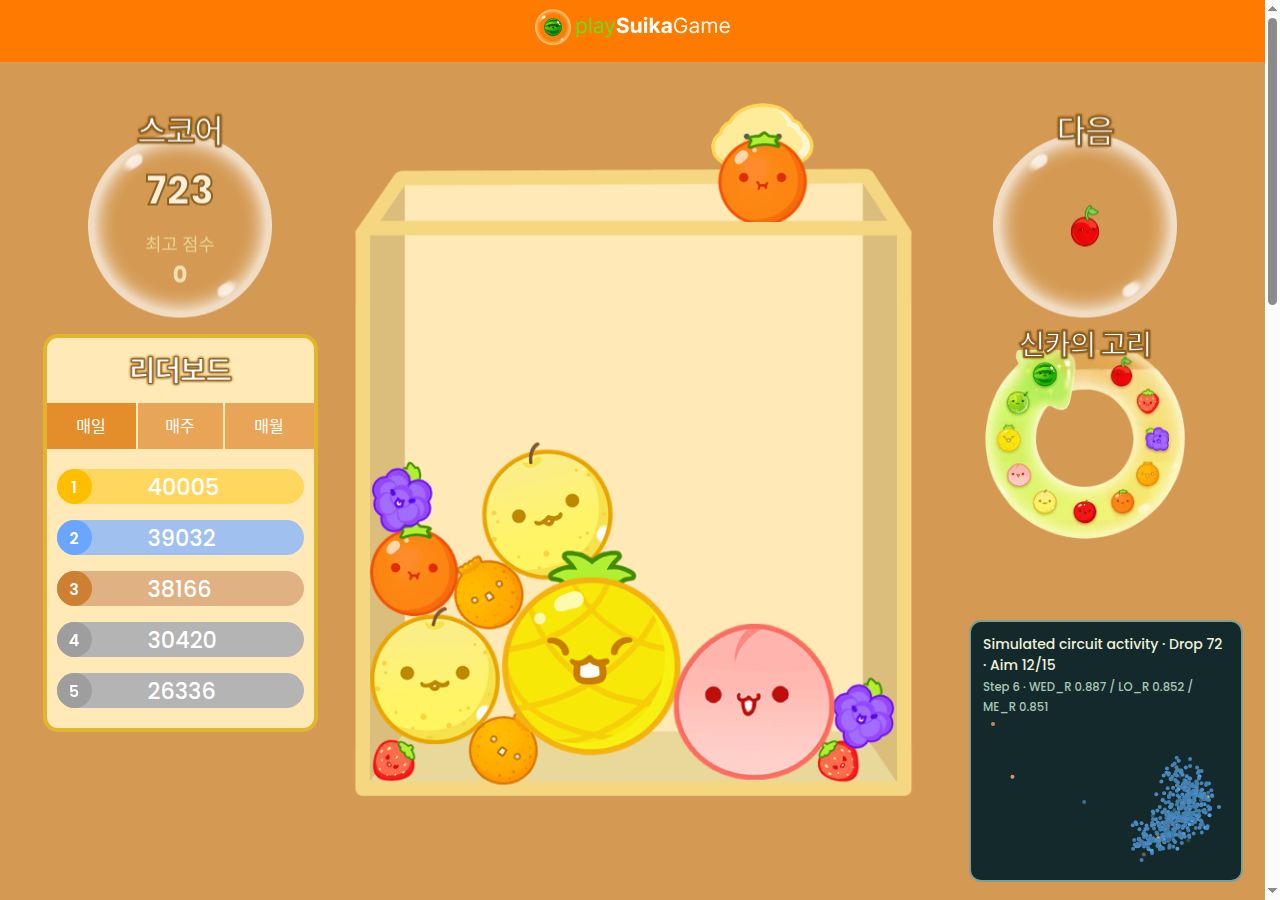 playSuikaGame
스코어
723
최고 점수
0
다음
리더보드
매일 매주 매월
1 40005
2 39032
3 38166
4 30420
5 26336
신카의 고리
Simulated circuit activity · Drop 72
· Aim 12/15
Step 6 · WED_R 0.887 / LO_R 0.852 /
ME_R 0.851